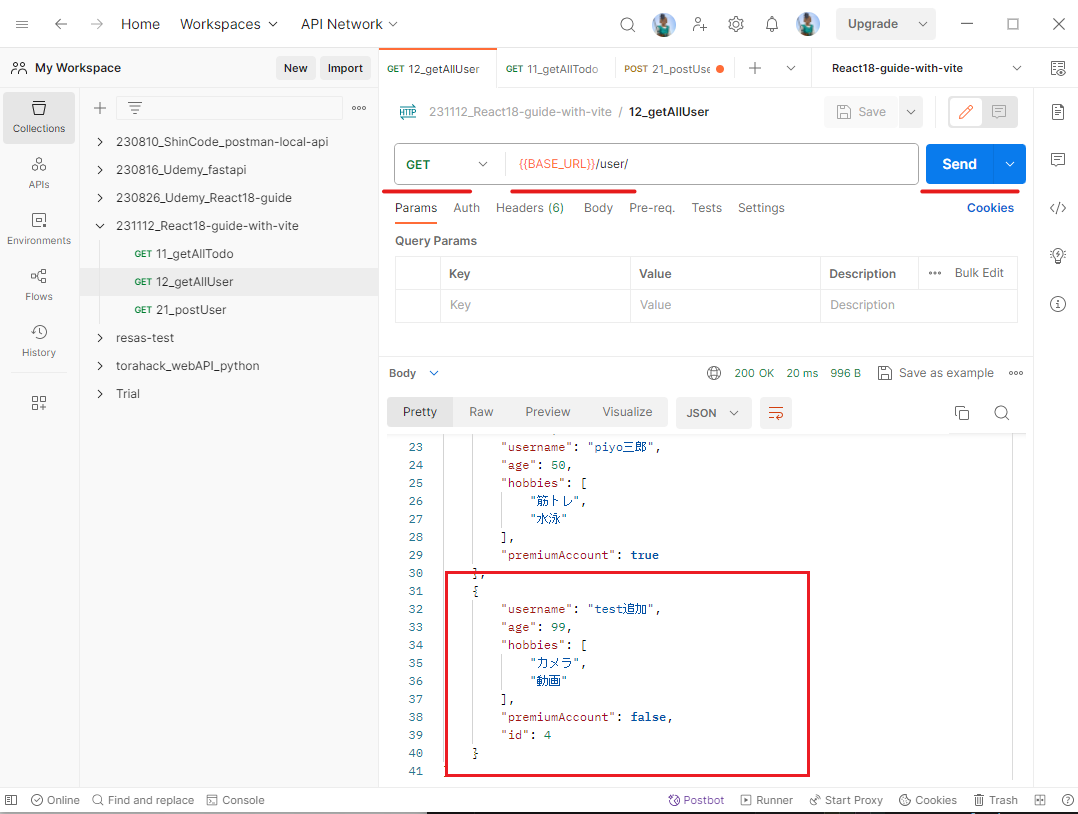 Home Workspaces API Network Upgrade
My Workspace New Import GET 12_getAllUser GET 11_getAllTodo POST 21_postUse React18-guide-with-vite
Collections
APIs
Environments
Flows
History
230810_ShinCode_postman-local-api
230816_Udemy_fastapi
230826_Udemy_React18-guide
231112_React18-guide-with-vite
GET 11_getAllTodo
GET 12_getAllUser
GET 21_postUser
resas-test
torahack_webAPI_python
Trial
HTTP 231112_React18-guide-with-vite / 12_getAllUser Save
GET {{BASE_URL}}/user/ Send
Params Auth Headers (6) Body Pre-req. Tests Settings Cookies
Query Params
Key Value Description Bulk Edit
Key Value Description
Body 200 OK 20 ms 996 B Save as example
Pretty Raw Preview Visualize JSON
23 "username": "piyo三郎",
24 "age": 50,
25 "hobbies": [
26 "筋トレ",
27 "水泳"
28 ],
29 "premiumAccount": true
30 },
31 {
32 "username": "test追加",
33 "age": 99,
34 "hobbies": [
35 "カメラ",
36 "動画"
37 ],
38 "premiumAccount": false,
39 "id": 4
40 }
41
Online Find and replace Console Postbot Runner Start Proxy Cookies Trash